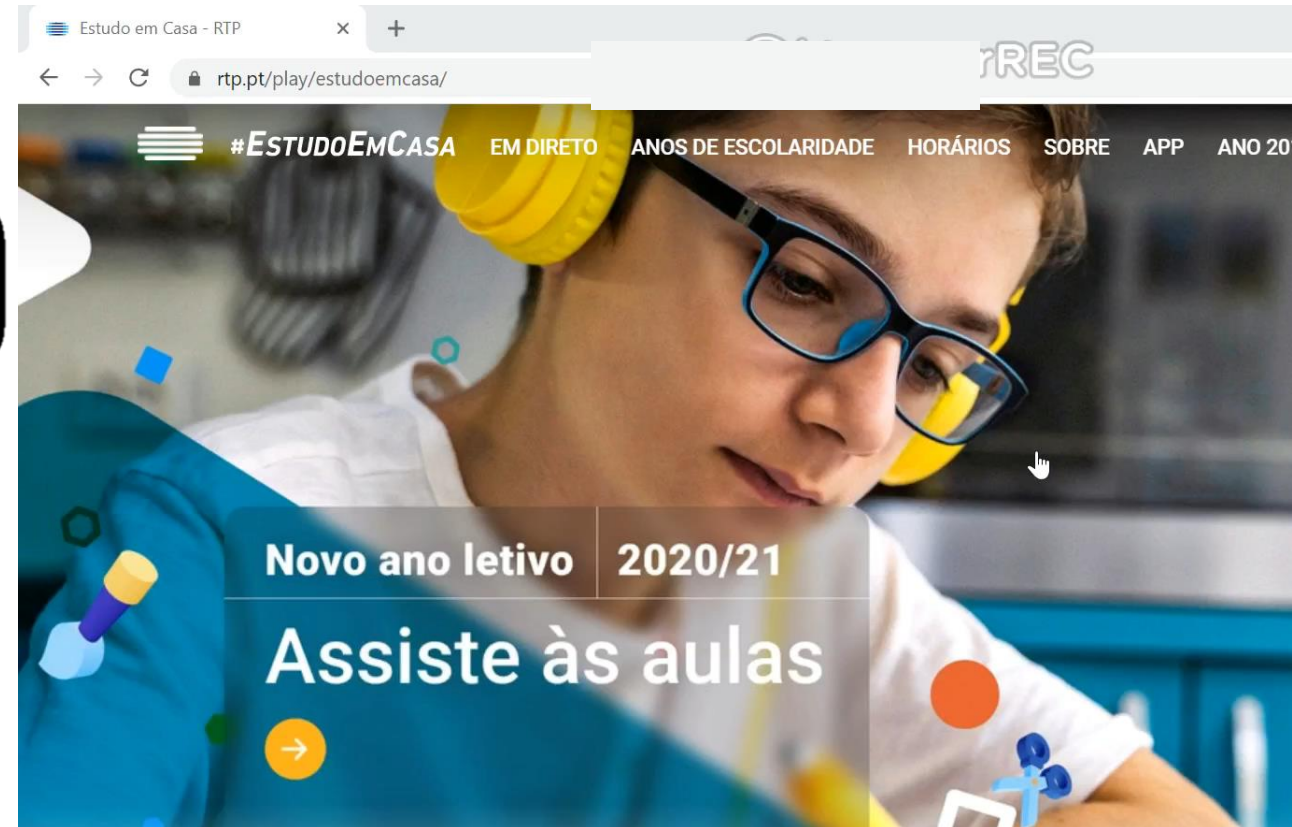 Estudo em Casa - RTP
rtp.pt/play/estudoemcasa/
#ESTUDOEMCASA EM DIRETO ANOS DE ESCOLARIDADE HORÁRIOS SOBRE APP ANO
Novo ano letivo 2020/21
Assiste às aulas